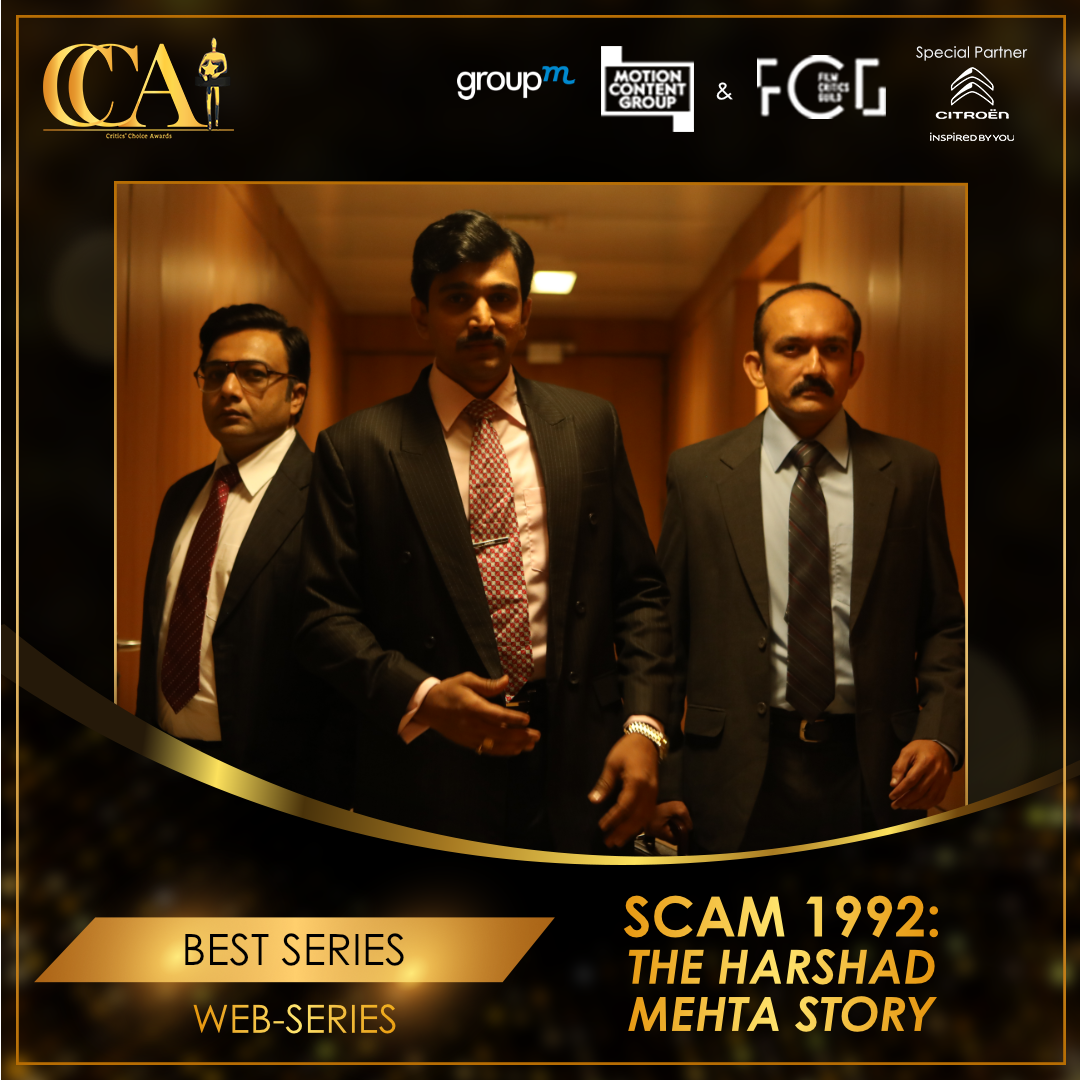 CCA
Critics' Choice Awards
groupm
MOTION
CONTENT
GROUP
&
FCG
FILM
CRITICS
GUILD
Special Partner
CITROËN
INSPIRED BY YOU
BEST SERIES
WEB-SERIES
SCAM 1992:
THE HARSHAD
MEHTA STORY